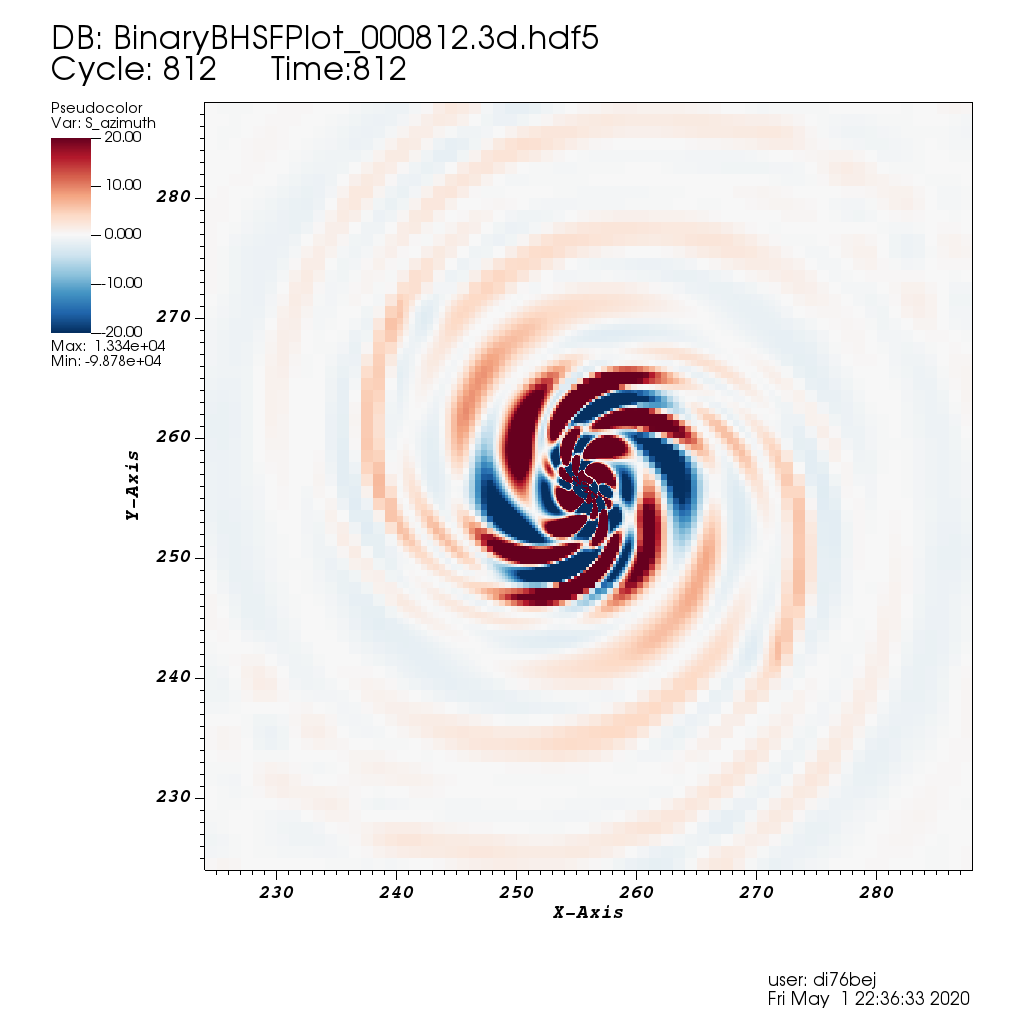 DB: BinaryBHSFPlot_000812.3d.hdf5
Cycle: 812 Time:812
Pseudocolor
Var: S_azimuth
20.00
10.00
0.000
-10.00
-20.00
Max: 1.334e+04
Min: -9.878e+04
280
270
260
250
240
230
Y-Axis
230 240 250 260 270 280
X-Axis
user: di76bej
Fri May 1 22:36:33 2020